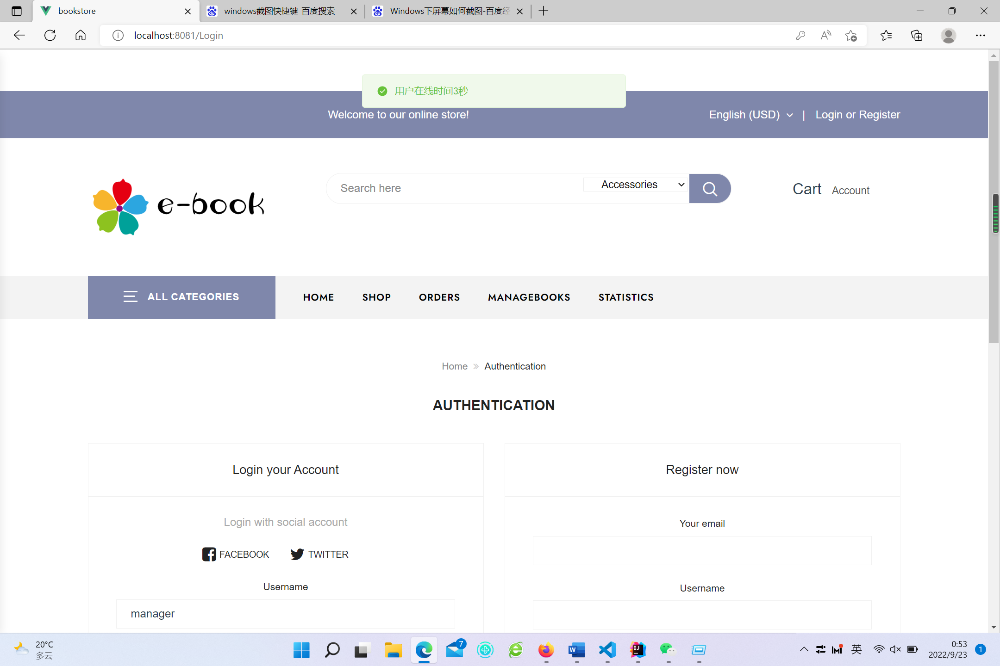 bookstore
windows截图快捷键_百度搜索
Windows下屏幕如何截图-百度经
localhost:8081/Login
用户在线时间3秒
Welcome to our online store!
English (USD) | Login or Register
e-book
Search here
Accessories
Cart Account
ALL CATEGORIES
HOME SHOP ORDERS MANAGEBOOKS STATISTICS
Home » Authentication
AUTHENTICATION
Login your Account
Register now
Login with social account
FACEBOOK TWITTER
Username
manager
Your email
Username
20°C
多云
7
英
0:53
2022/9/23
1